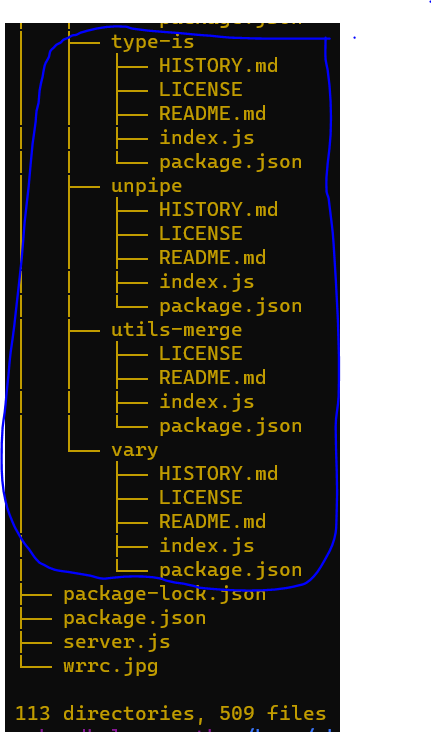 package.json
type-is
HISTORY.md
LICENSE
README.md
index.js
package.json
unpipe
HISTORY.md
LICENSE
README.md
index.js
package.json
utils-merge
LICENSE
README.md
index.js
package.json
vary
HISTORY.md
LICENSE
README.md
index.js
package.json
package-lock.json
package.json
server.js
wrrc.jpg
113 directories, 509 files